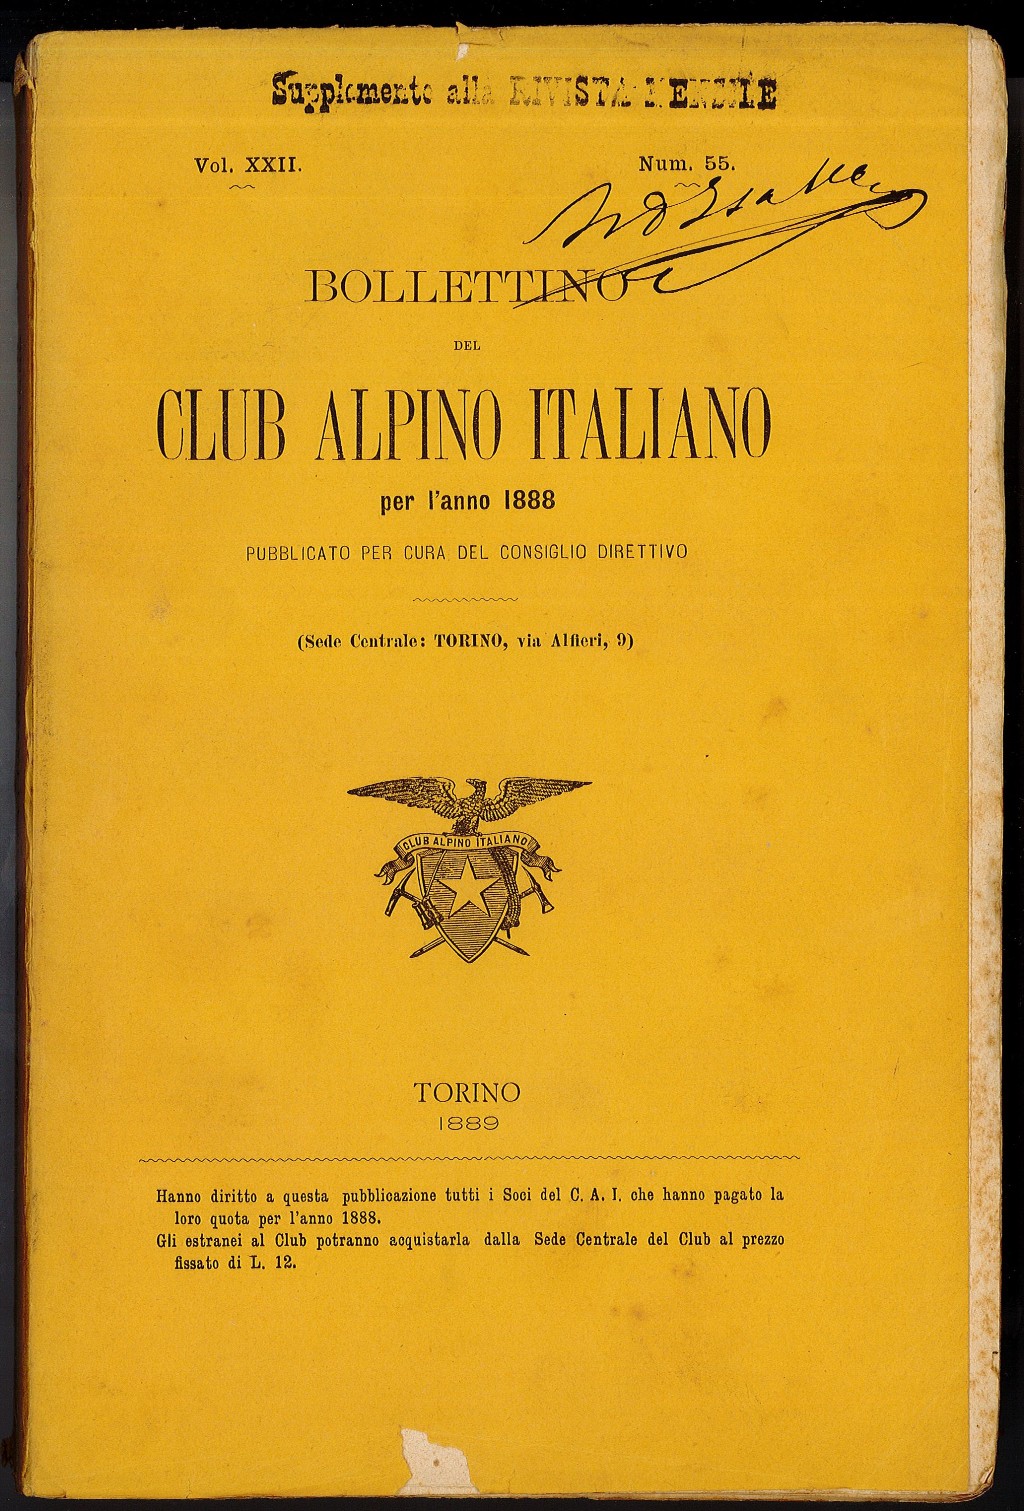 Supplemento alla RIVISTA MENSILE
Vol. XXII.
Num. 55.
BOLLETTINO
DEL
CLUB ALPINO ITALIANO
per l'anno 1888
PUBBLICATO PER CURA DEL CONSIGLIO DIRETTIVO
(Sede Centrale: TORINO, via Alfieri, 9)
CLUB ALPINO ITALIANO
TORINO
1889
Hanno diritto a questa pubblicazione tutti i Soci del C. A. I. che hanno pagato la
loro quota per l'anno 1888.
Gli estranei al Club potranno acquistarla dalla Sede Centrale del Club al prezzo
fissato di L. 12.